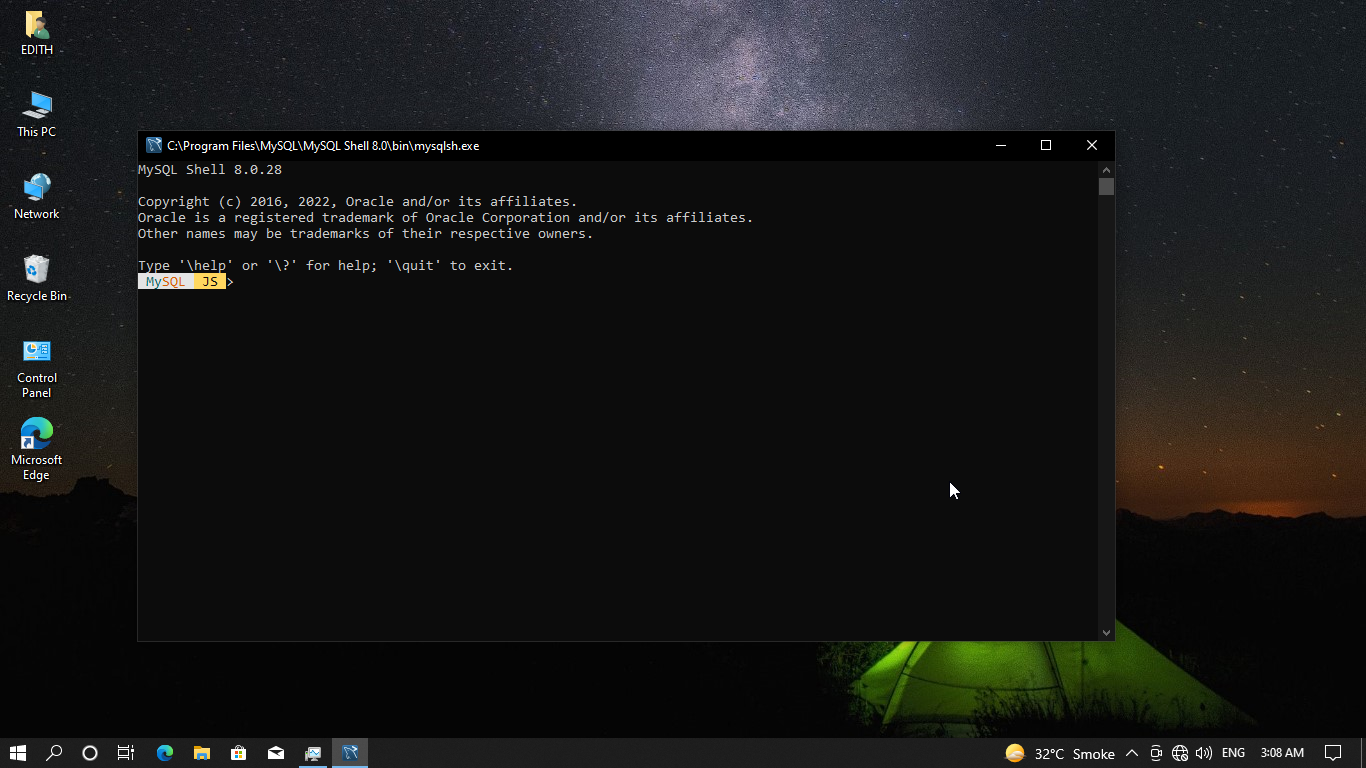 EDITH
This PC
Network
Recycle Bin
Control
Panel
Microsoft
Edge
C:\Program Files\MySQL\MySQL Shell 8.0\bin\mysqlsh.exe
MySQL Shell 8.0.28
Copyright (c) 2016, 2022, Oracle and/or its affiliates.
Oracle is a registered trademark of Oracle Corporation and/or its affiliates.
Other names may be trademarks of their respective owners.
Type '\help' or '\?' for help; '\quit' to exit.
MySQL JS >
32°C Smoke ENG 3:08 AM